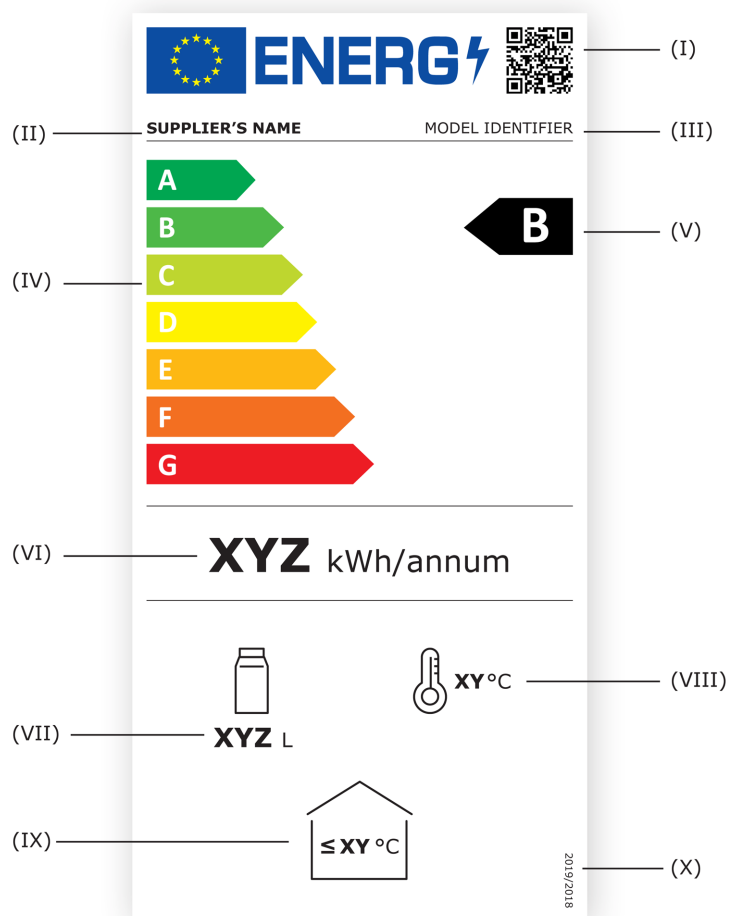 ENERG
(I)
(II)
SUPPLIER'S NAME
MODEL IDENTIFIER
(III)
A
B
B
(V)
(IV)
C
D
E
F
G
(VI)
XYZ kWh/annum
XY °C
(VIII)
(VII)
XYZ L
(IX)
≤ XY °C
2019/2018
(X)